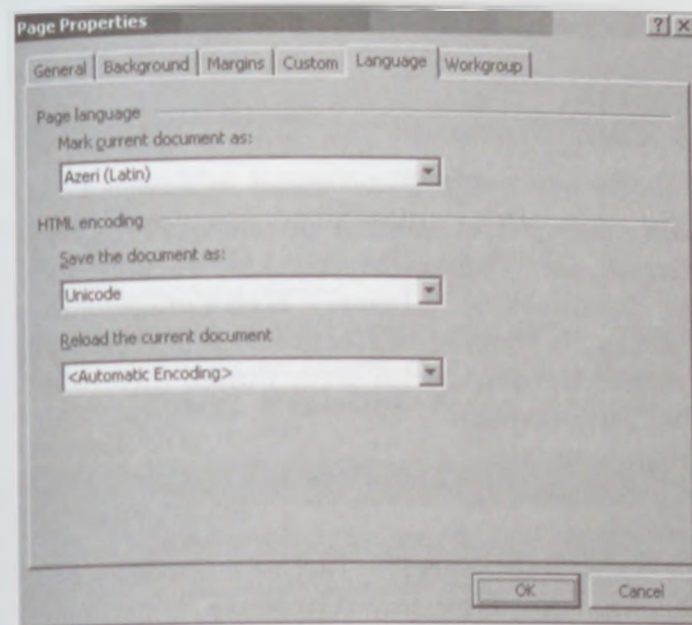 Page Properties ? ×
General Background Margins Custom Language Workgroup
Page language
Mark current document as:
Azeri (Latin)
HTML encoding
Save the document as:
Unicode
Reload the current document
<Automatic Encoding>
OK Cancel